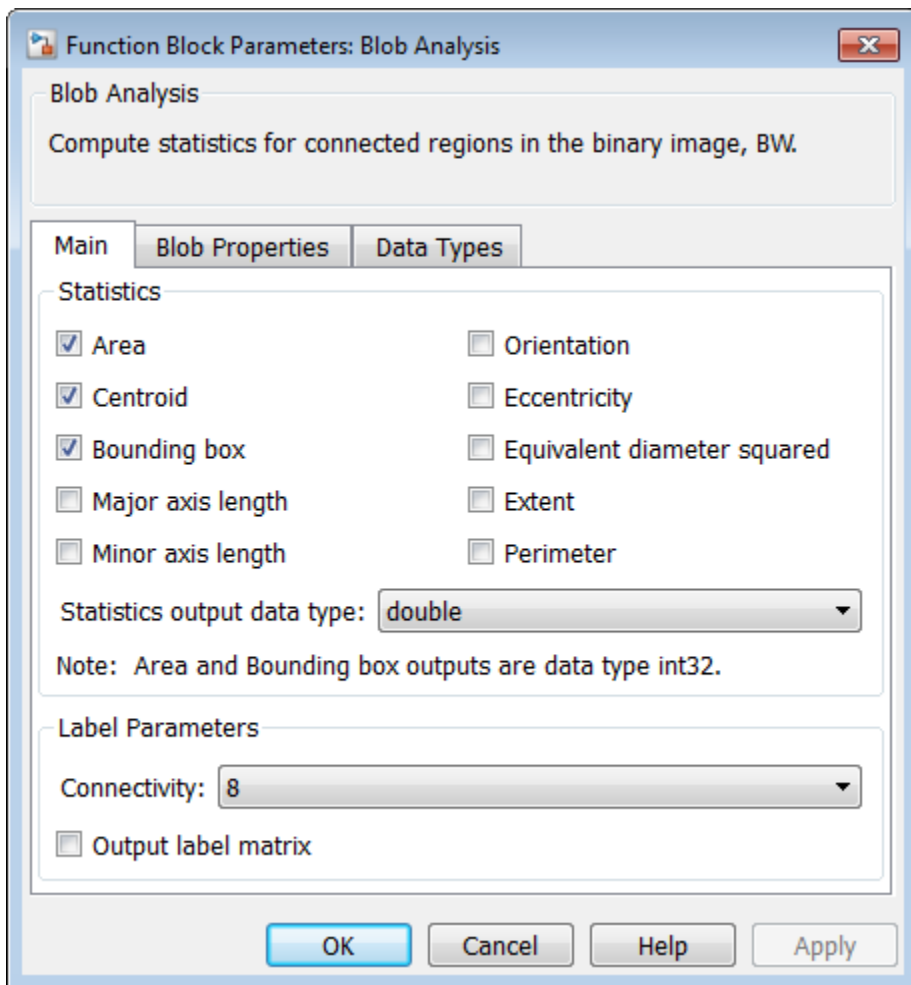 Function Block Parameters: Blob Analysis
Blob Analysis
Compute statistics for connected regions in the binary image, BW.
Main Blob Properties Data Types
Statistics
Area Orientation
Centroid Eccentricity
Bounding box Equivalent diameter squared
Major axis length Extent
Minor axis length Perimeter
Statistics output data type: double
Note: Area and Bounding box outputs are data type int32.
Label Parameters
Connectivity: 8
Output label matrix
OK Cancel Help Apply